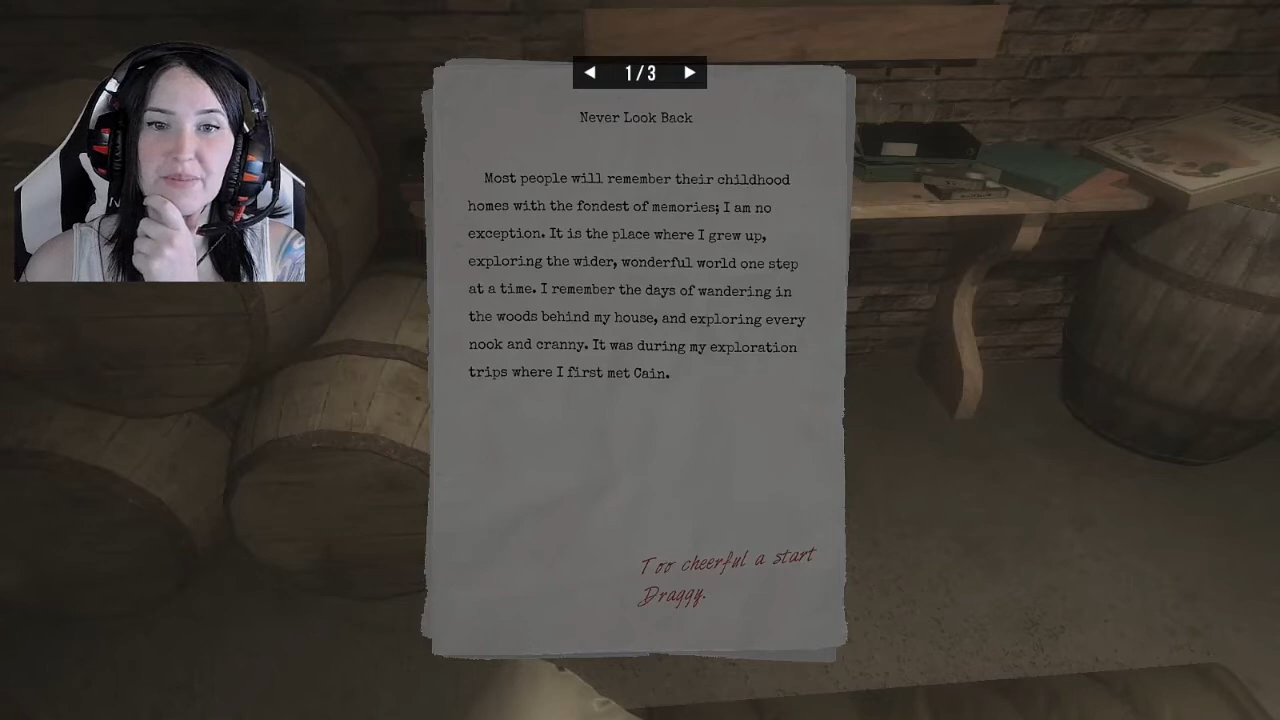 1/3
Never Look Back
Most people will remember their childhood
homes with the fondest of memories; I am no
exception. It is the place where I grew up,
exploring the wider, wonderful world one step
at a time. I remember the days of wandering in
the woods behind my house, and exploring every
nook and cranny. It was during my exploration
trips where I first met Cain.
Too cheerful a start
Draggy.